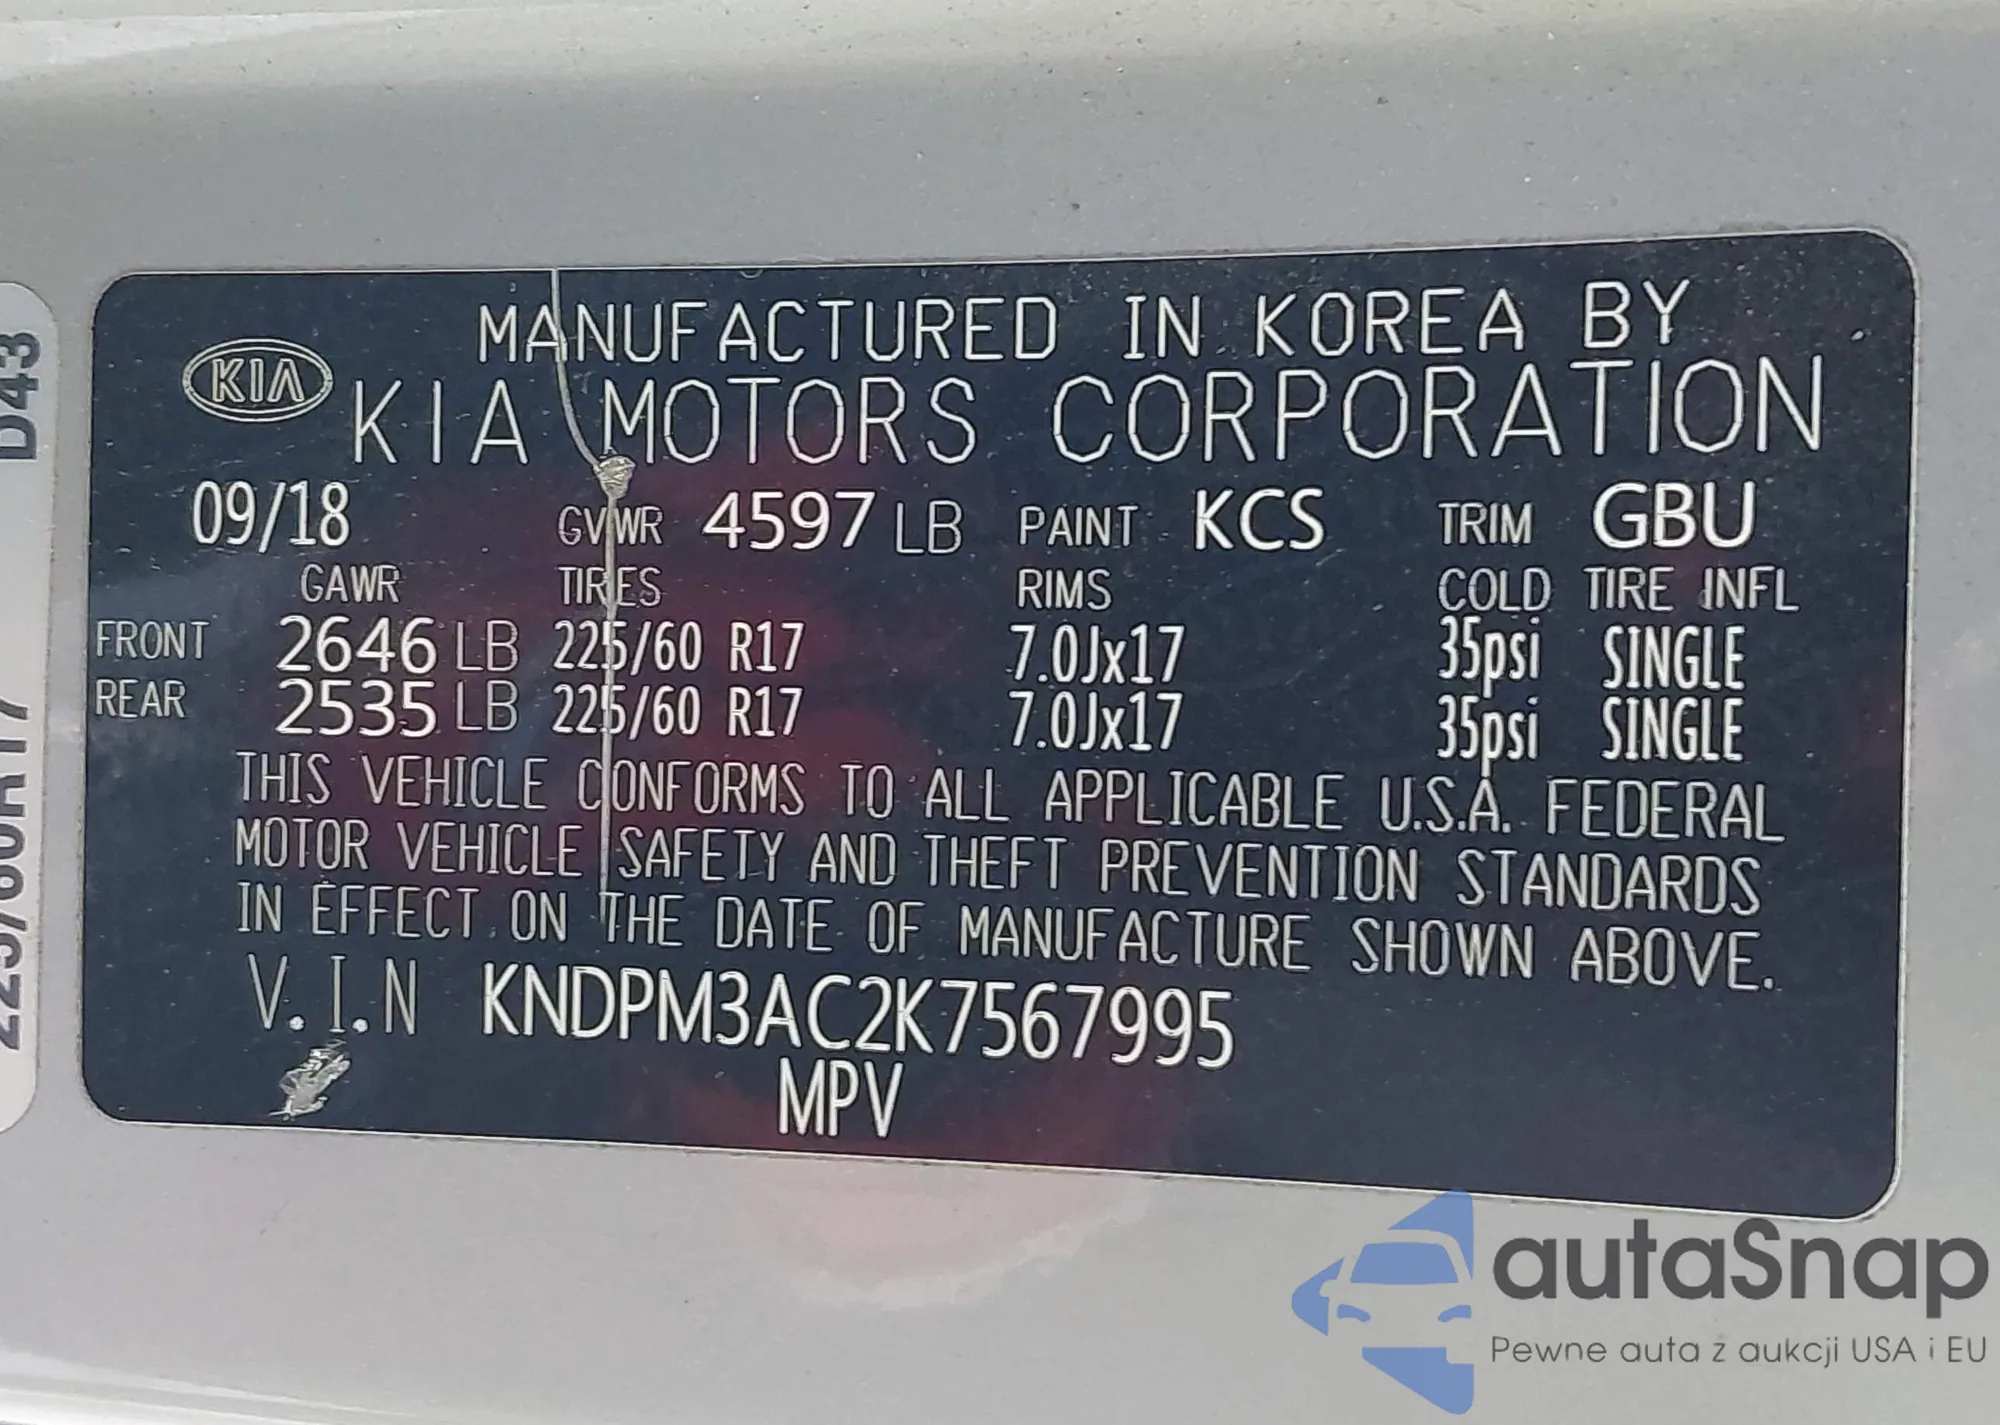 D43
225/60R17
MANUFACTURED IN KOREA BY
KIA KIA MOTORS CORPORATION
09/18 GVWR 4597 LB PAINT KCS TRIM GBU
GAWR TIRES RIMS COLD TIRE INFL
FRONT 2646 LB 225/60 R17 7.0Jx17 35psi SINGLE
REAR 2535 LB 225/60 R17 7.0Jx17 35psi SINGLE
THIS VEHICLE CONFORMS TO ALL APPLICABLE U.S.A. FEDERAL
MOTOR VEHICLE SAFETY AND THEFT PREVENTION STANDARDS
IN EFFECT ON THE DATE OF MANUFACTURE SHOWN ABOVE.
V.I.N KNDPM3AC2K7567995
MPV
autaSnap
Pewne auta z aukcji USA i EU